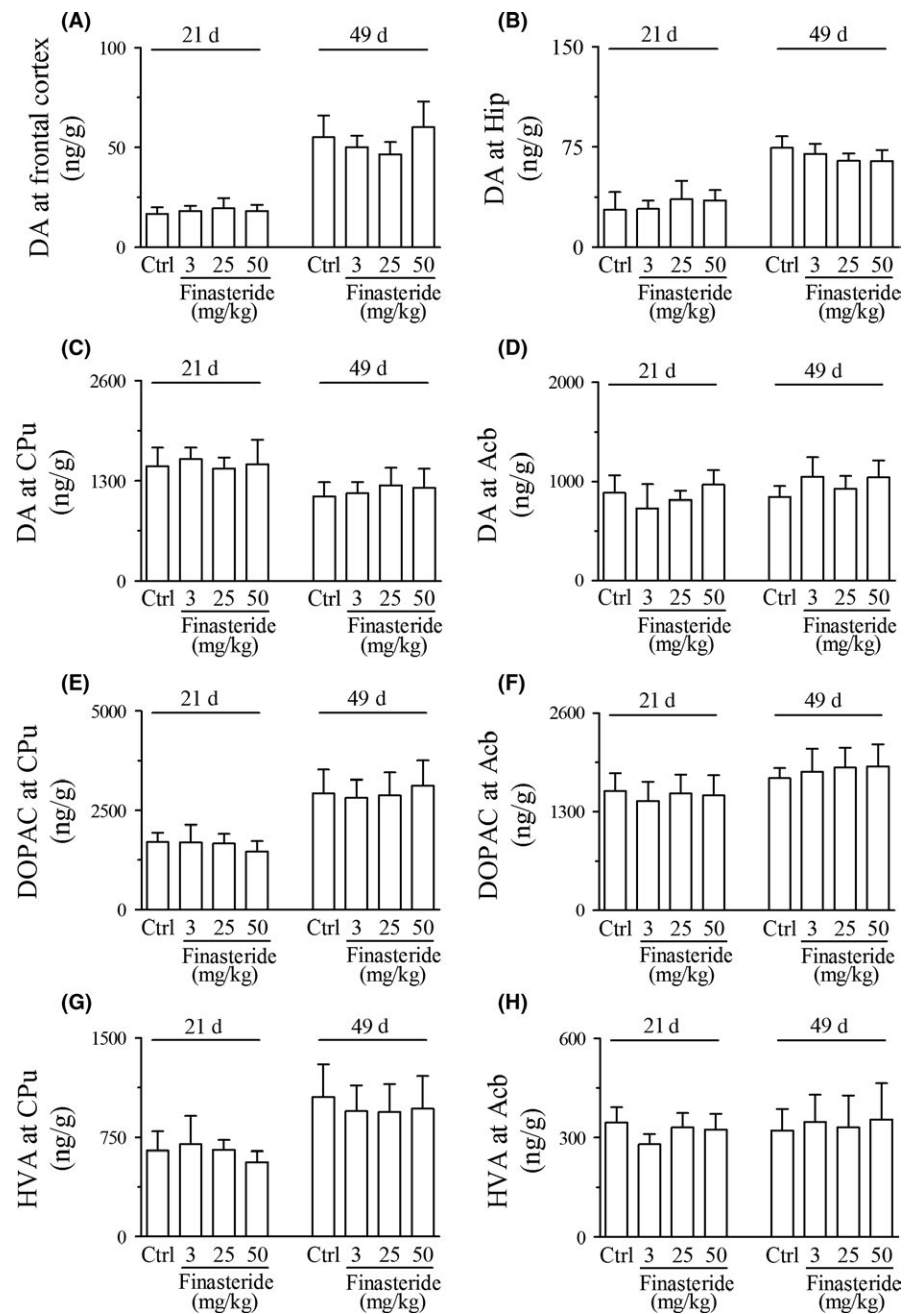 (A)
21 d 49 d
DA at frontal cortex
(ng/g)
100
50
0
Ctrl 3 25 50 Ctrl 3 25 50
Finasteride Finasteride
(mg/kg) (mg/kg)
(B)
21 d 49 d
DA at Hip
(ng/g)
150
75
0
Ctrl 3 25 50 Ctrl 3 25 50
Finasteride Finasteride
(mg/kg) (mg/kg)
(C)
21 d 49 d
DA at CPu
(ng/g)
2600
1300
0
Ctrl 3 25 50 Ctrl 3 25 50
Finasteride Finasteride
(mg/kg) (mg/kg)
(D)
21 d 49 d
DA at Acb
(ng/g)
2000
1000
0
Ctrl 3 25 50 Ctrl 3 25 50
Finasteride Finasteride
(mg/kg) (mg/kg)
(E)
21 d 49 d
DOPAC at CPu
(ng/g)
5000
2500
0
Ctrl 3 25 50 Ctrl 3 25 50
Finasteride Finasteride
(mg/kg) (mg/kg)
(F)
21 d 49 d
DOPAC at Acb
(ng/g)
2600
1300
0
Ctrl 3 25 50 Ctrl 3 25 50
Finasteride Finasteride
(mg/kg) (mg/kg)
(G)
21 d 49 d
HVA at CPu
(ng/g)
1500
750
0
Ctrl 3 25 50 Ctrl 3 25 50
Finasteride Finasteride
(mg/kg) (mg/kg)
(H)
21 d 49 d
HVA at Acb
(ng/g)
600
300
0
Ctrl 3 25 50 Ctrl 3 25 50
Finasteride Finasteride
(mg/kg) (mg/kg)